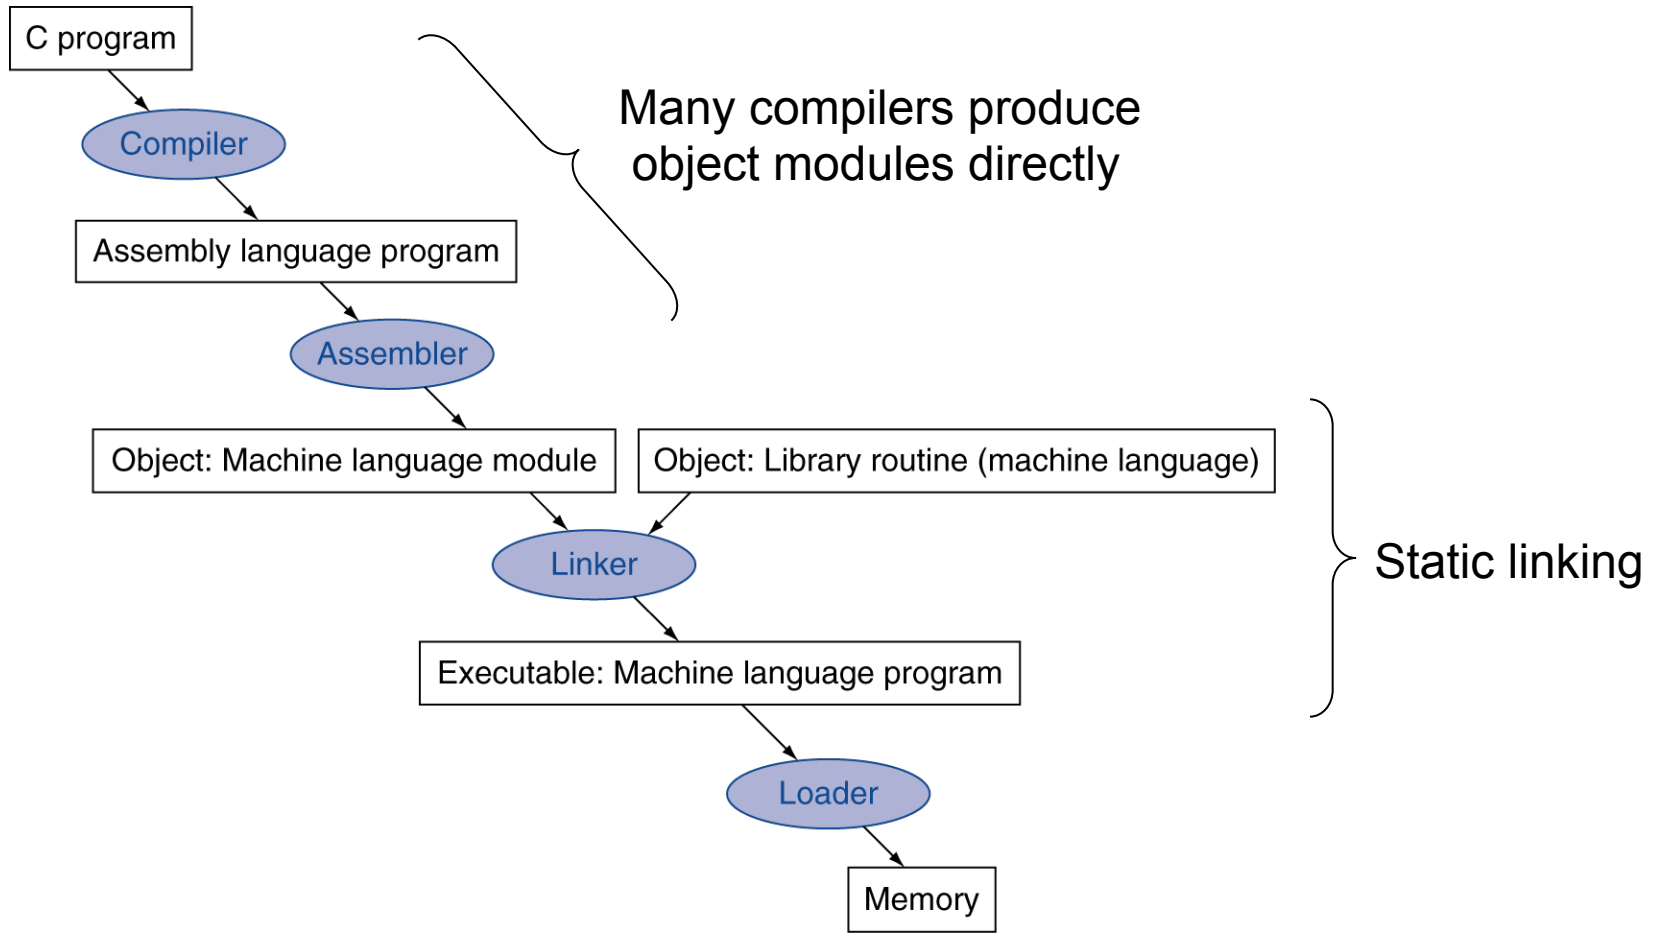 C program
Many compilers produce
object modules directly
Compiler
Assembly language program
Assembler
Object: Machine language module
Object: Library routine (machine language)
Linker
Static linking
Executable: Machine language program
Loader
Memory